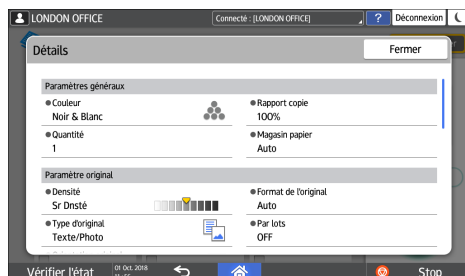 LONDON OFFICE
Connecté : [LONDON OFFICE]
?
Déconnexion
Détails
Fermer
Paramètres généraux
Couleur
Noir & Blanc
Rapport copie
100%
Quantité
1
Magasin papier
Auto
Paramètre original
Densité
Sr Dnsté
Format de l'original
Auto
Type d'original
Texte/Photo
Par lots
OFF
Vérifier l'état
01 Oct. 2018
Stop